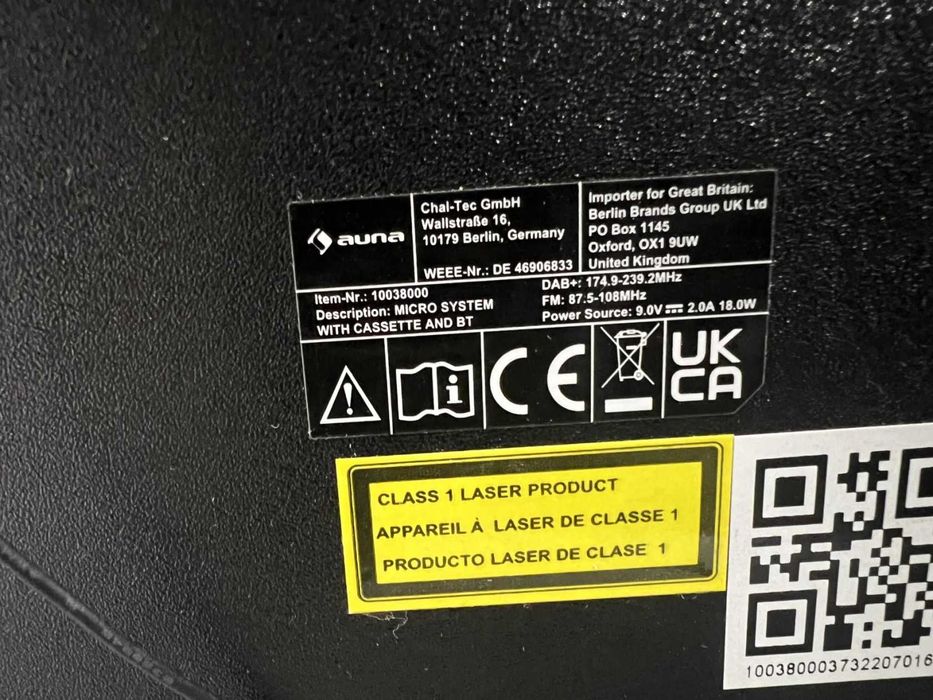 auna
Chal-Tec GmbH
Wallstraße 16,
10179 Berlin, Germany
WEEE-Nr.: DE 46906833
Importer for Great Britain:
Berlin Brands Group UK Ltd
PO Box 1145
Oxford, OX1 9UW
United Kingdom
Item-Nr.: 10038000
Description: MICRO SYSTEM
WITH CASSETTE AND BT
DAB+: 174.9-239.2MHz
FM: 87.5-108MHz
Power Source: 9.0V⎓ 2.0A 18.0W
CE
UK
CA
CLASS 1 LASER PRODUCT
APPAREIL À LASER DE CLASSE 1
PRODUCTO LASER DE CLASE 1
100380003732207016